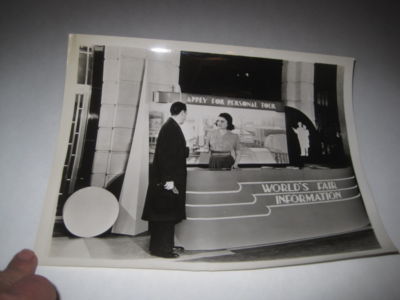 APPLY FOR PERSONAL TOUR
WORLD'S FAIR
INFORMATION